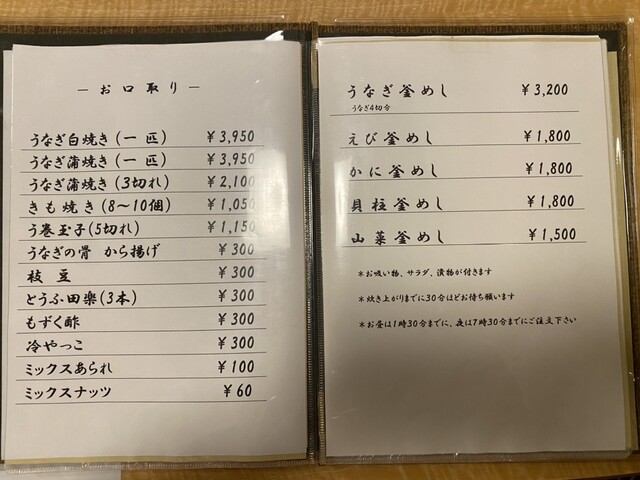 ― お口取り ―
うなぎ白焼き(一匹) ¥3,950
うなぎ蒲焼き(一匹) ¥3,950
うなぎ蒲焼き(3切れ) ¥2,100
きも焼き(8〜10個) ¥1,050
う巻玉子(5切れ) ¥1,150
うなぎの骨 から揚げ ¥300
枝豆 ¥300
とうふ田楽(3本) ¥300
もずく酢 ¥300
冷やっこ ¥300
ミックスあられ ¥100
ミックスナッツ ¥60
うなぎ釜めし ¥3,200
うなぎ4切分
えび釜めし ¥1,800
かに釜めし ¥1,800
貝柱釜めし ¥1,800
山菜釜めし ¥1,500
*お吸い物、サラダ、漬物が付きます
*炊き上がりまでに30分ほどお待ち願います
*お昼は1時30分までに、夜は7時30分までにご注文下さい